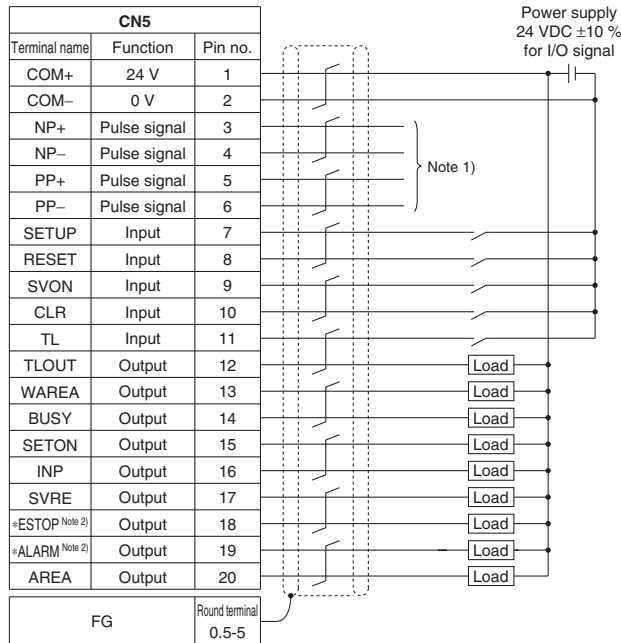 CN5
Power supply
24 VDC ±10 %
for I/O signal
Terminal name Function Pin no.
COM+ 24 V 1
COM− 0 V 2
NP+ Pulse signal 3
NP− Pulse signal 4
Note 1)
PP+ Pulse signal 5
PP− Pulse signal 6
SETUP Input 7
RESET Input 8
SVON Input 9
CLR Input 10
TL Input 11
TLOUT Output 12 Load
WAREA Output 13 Load
BUSY Output 14 Load
SETON Output 15 Load
INP Output 16 Load
SVRE Output 17 Load
*ESTOP Note 2) Output 18 Load
*ALARM Note 2) Output 19 Load
AREA Output 20 Load
FG Round terminal
0.5-5